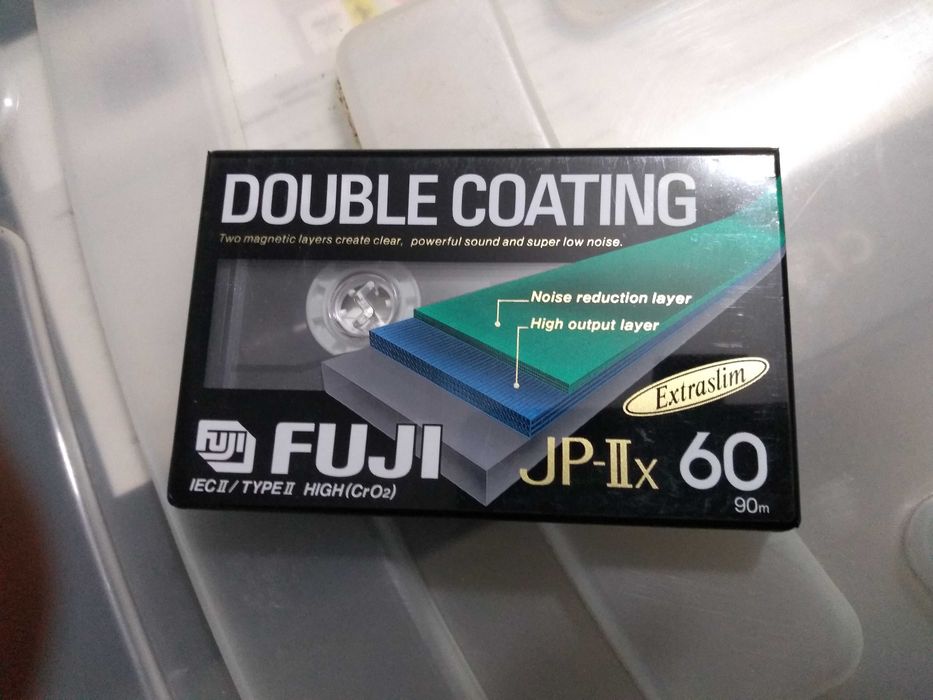 DOUBLE COATING
Two magnetic layers create clear, powerful sound and super low noise.
Noise reduction layer
High output layer
Extraslim
FUJI FUJI
IEC II / TYPE II HIGH (CrO2)
JP-IIx 60
90m